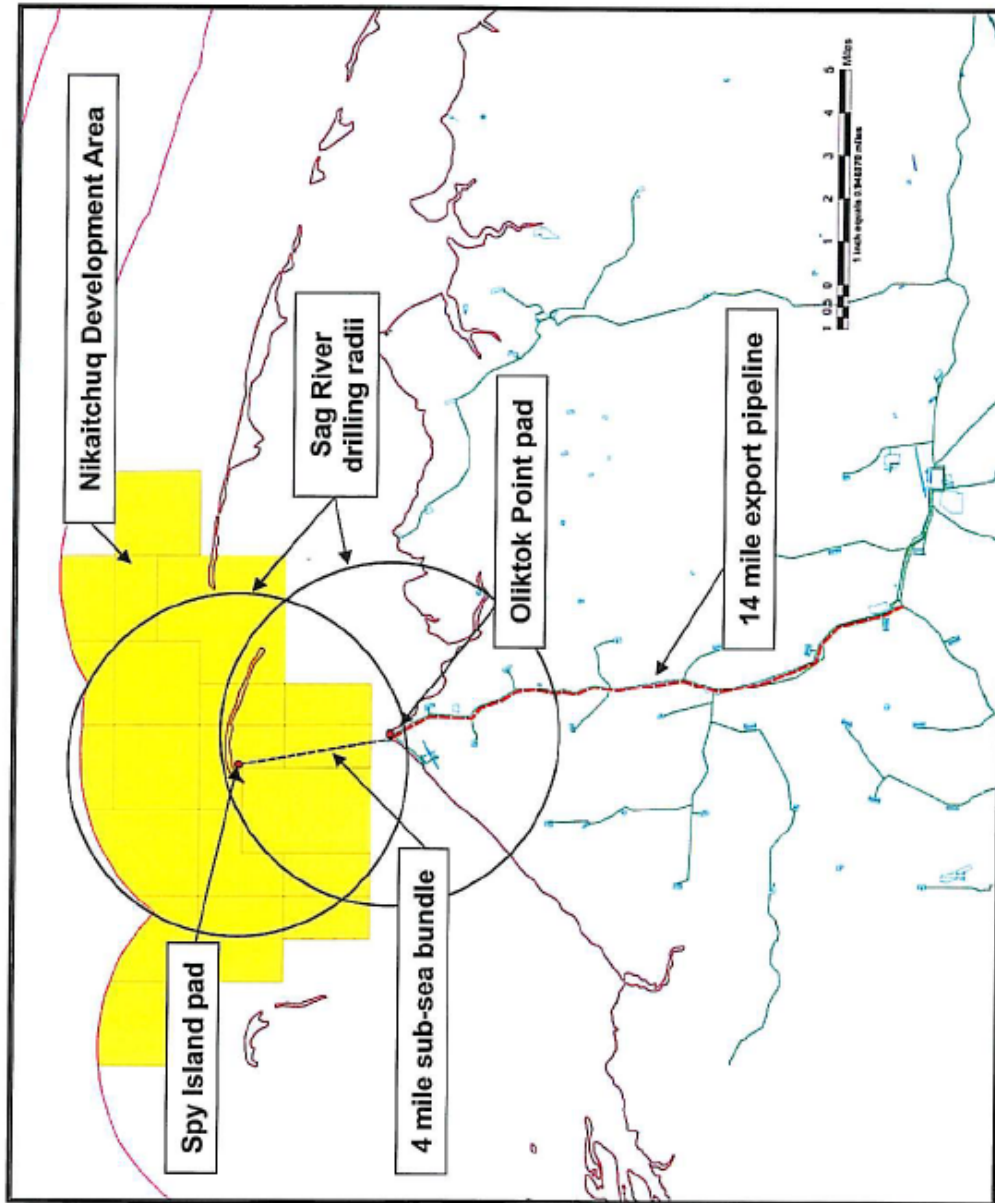 Nikaitchuq Development Area
Sag River
drilling radii
Oliktok Point pad
14 mile export pipeline
Spy Island pad
4 mile sub-sea bundle
1 0.5 0 1 2 3 4 5
Miles